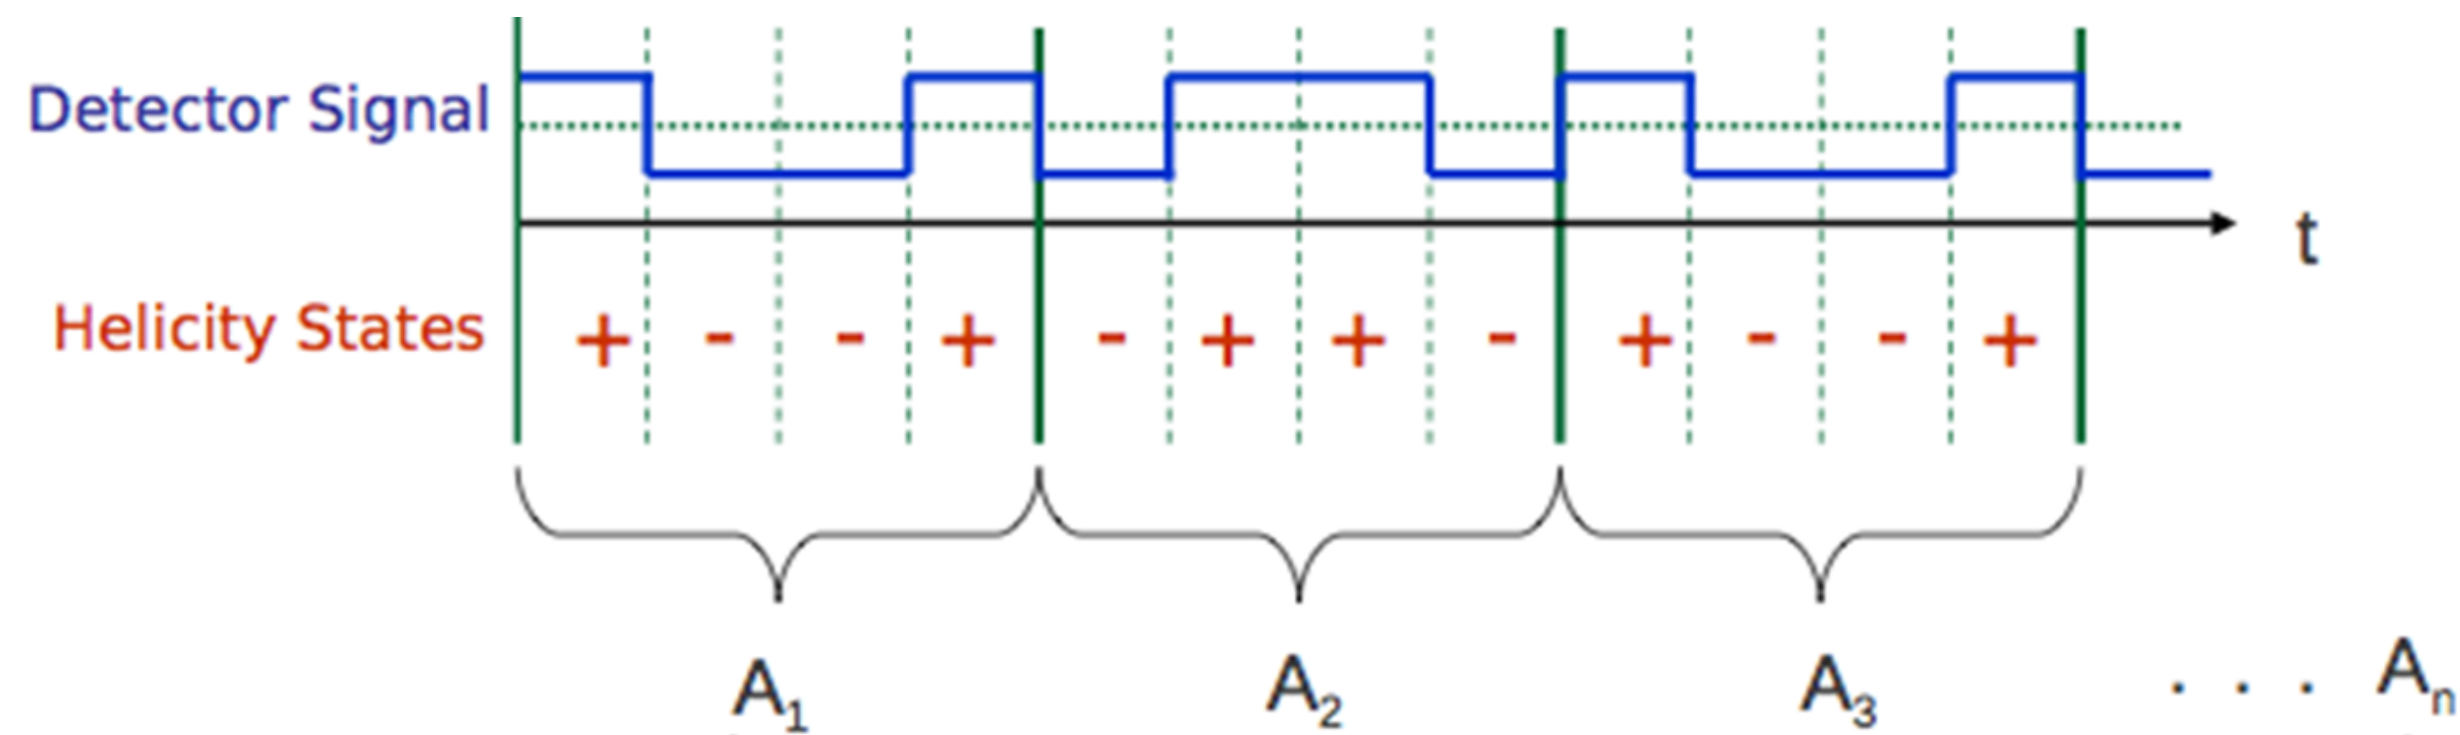 Detector Signal
t
Helicity States + - - + - + + - + - - +
A1 A2 A3 . . . An